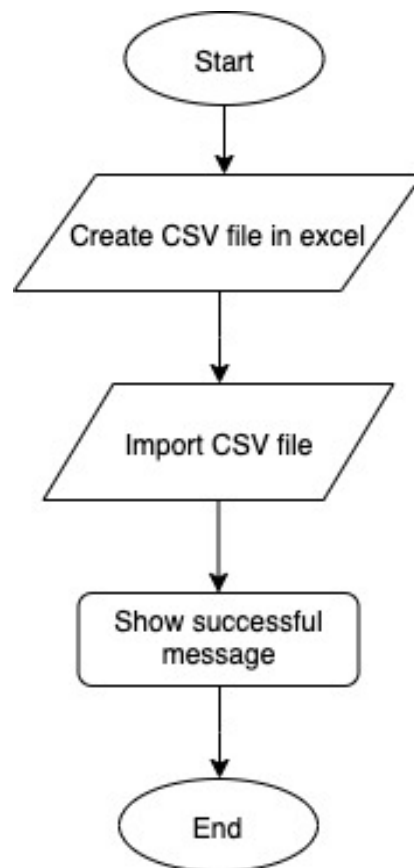 Start
Create CSV file in excel
Import CSV file
Show successful
message
End